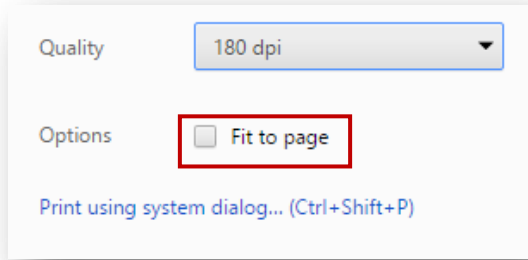 Quality 180 dpi
Options Fit to page
Print using system dialog... (Ctrl+Shift+P)